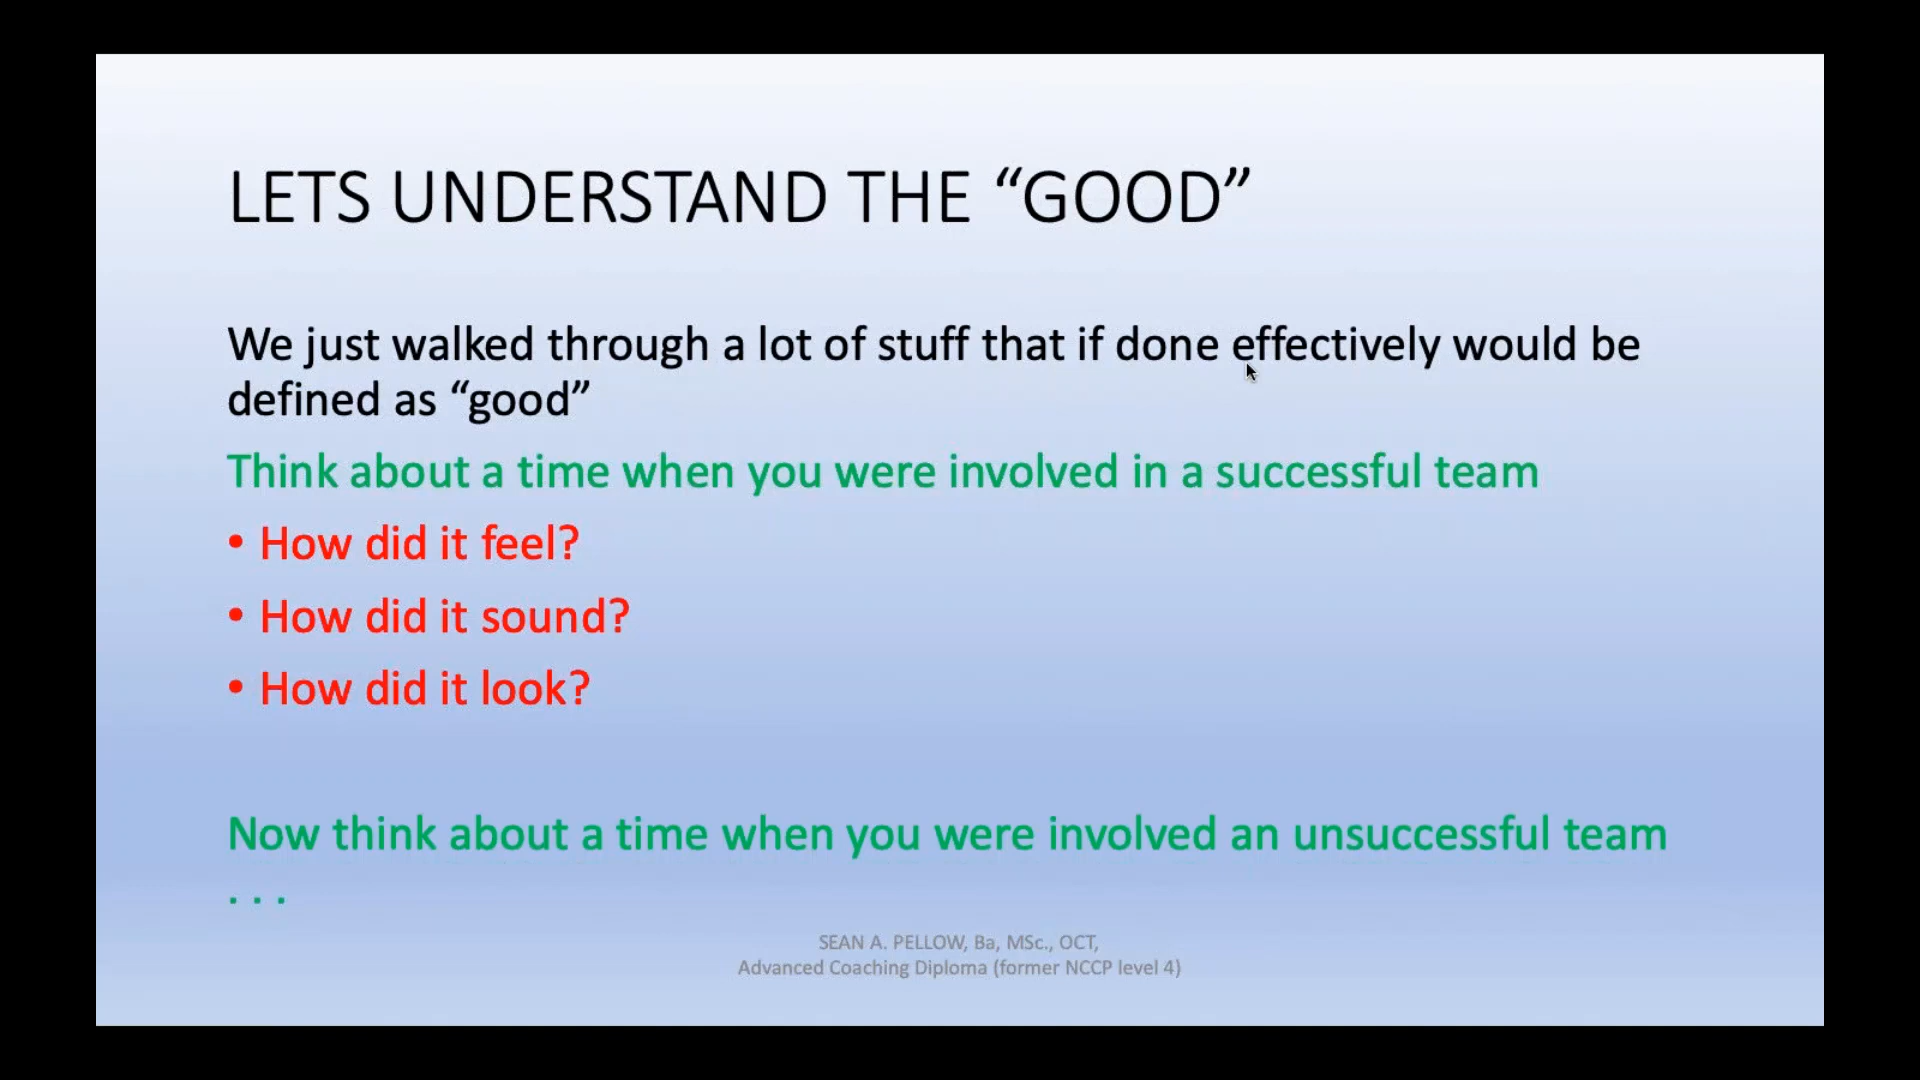 LETS UNDERSTAND THE “GOOD”
We just walked through a lot of stuff that if done effectively would be
defined as “good”
Think about a time when you were involved in a successful team
• How did it feel?
• How did it sound?
• How did it look?
Now think about a time when you were involved an unsuccessful team
. . .
SEAN A. PELLOW, Ba, MSc., OCT,
Advanced Coaching Diploma (former NCCP level 4)